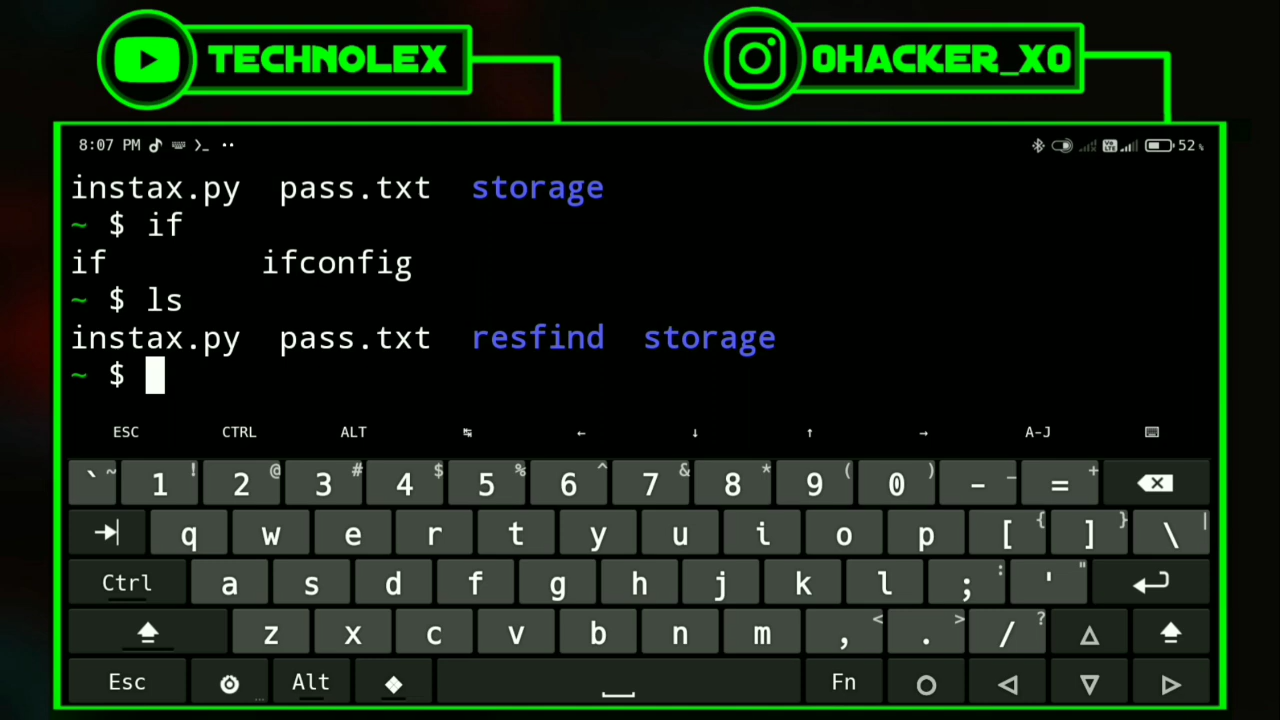 TECHNOLEX
0HACKER_X0
8:07 PM
52%
instax.py pass.txt storage
~ $ if
if ifconfig
~ $ ls
instax.py pass.txt resfind storage
~ $
ESC CTRL ALT ↹ ← ↓ ↑ → A-J
` ~ 1 ! 2 @ 3 # 4 $ 5 % 6 ^ 7 & 8 * 9 ( 0 ) - _ = +
q w e r t y u i o p [ { ] } \ |
Ctrl a s d f g h j k l ; : ' "
z x c v b n m , < . > / ?
Esc Alt Fn